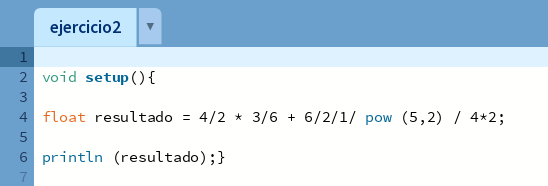 ejercicio2 ▼
1
2 void setup(){
3
4 float resultado = 4/2 * 3/6 + 6/2/1/ pow (5,2) / 4*2;
5
6 println (resultado);}
7